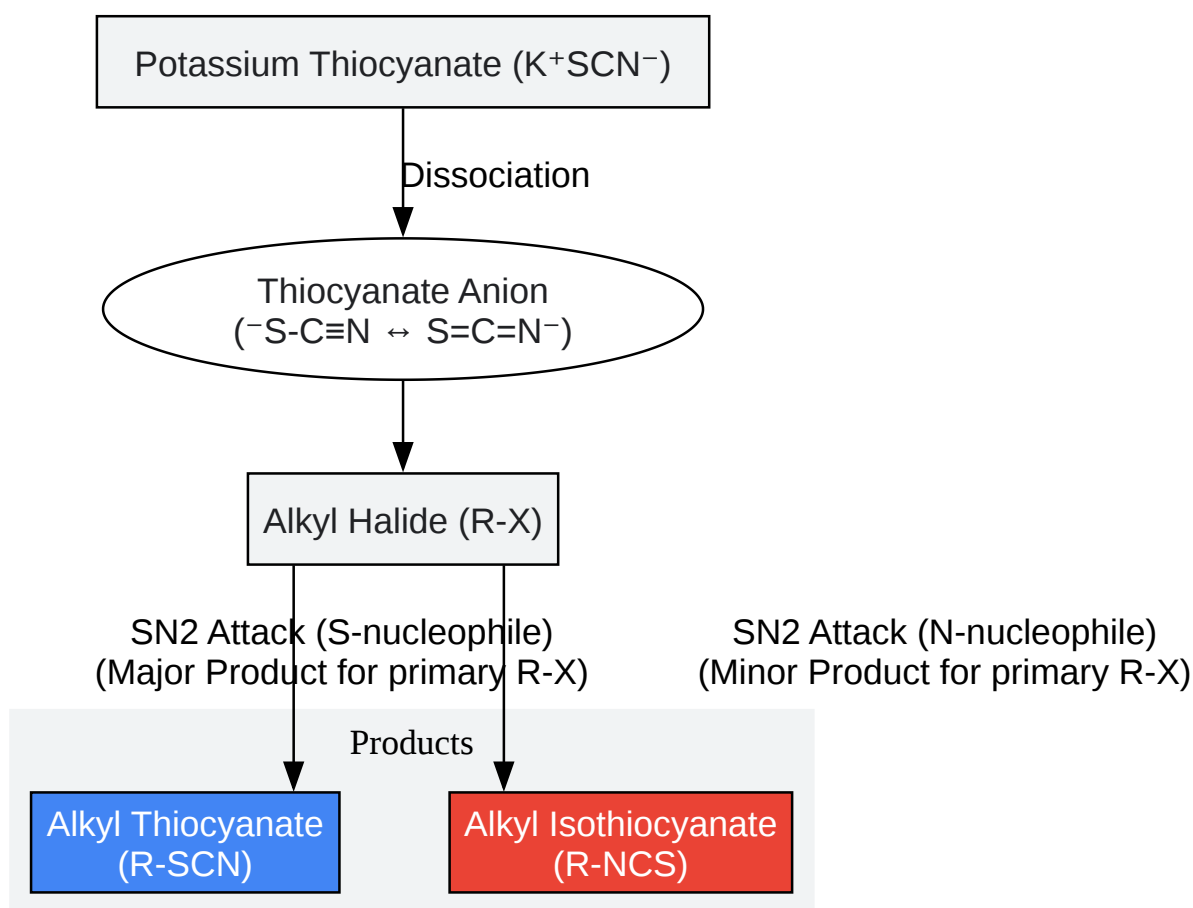 Potassium Thiocyanate (K⁺SCN⁻)
Dissociation
Thiocyanate Anion
(⁻S-C≡N ↔ S=C=N⁻)
Alkyl Halide (R-X)
SN2 Attack (S-nucleophile)
(Major Product for primary R-X)
SN2 Attack (N-nucleophile)
(Minor Product for primary R-X)
Products
Alkyl Thiocyanate
(R-SCN)
Alkyl Isothiocyanate
(R-NCS)